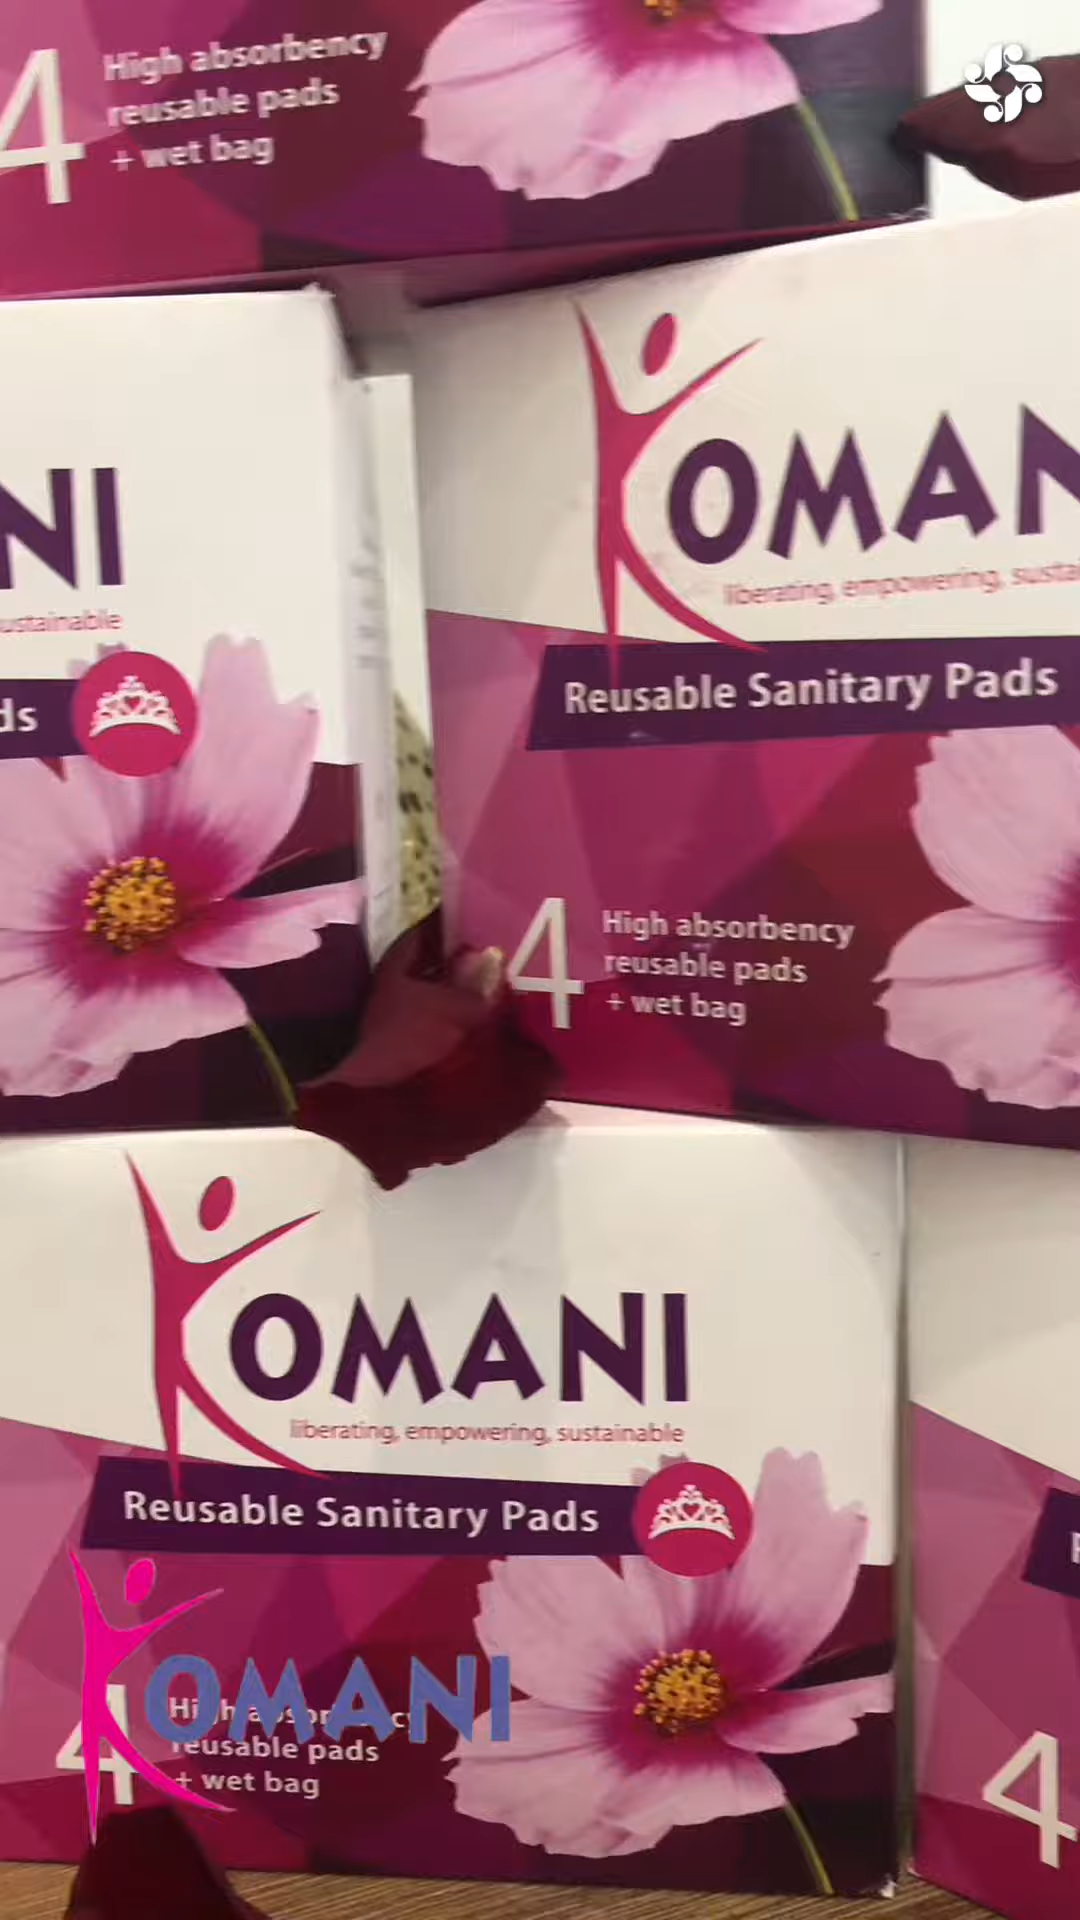 4
High absorbency
reusable pads
+ wet bag
NI
ustainable
ds
KOMAN
liberating, empowering, susta
Reusable Sanitary Pads
4
High absorbency
reusable pads
+ wet bag
KOMANI
liberating, empowering, sustainable
Reusable Sanitary Pads
4
reusable pads
+ wet bag
KOMANI
4